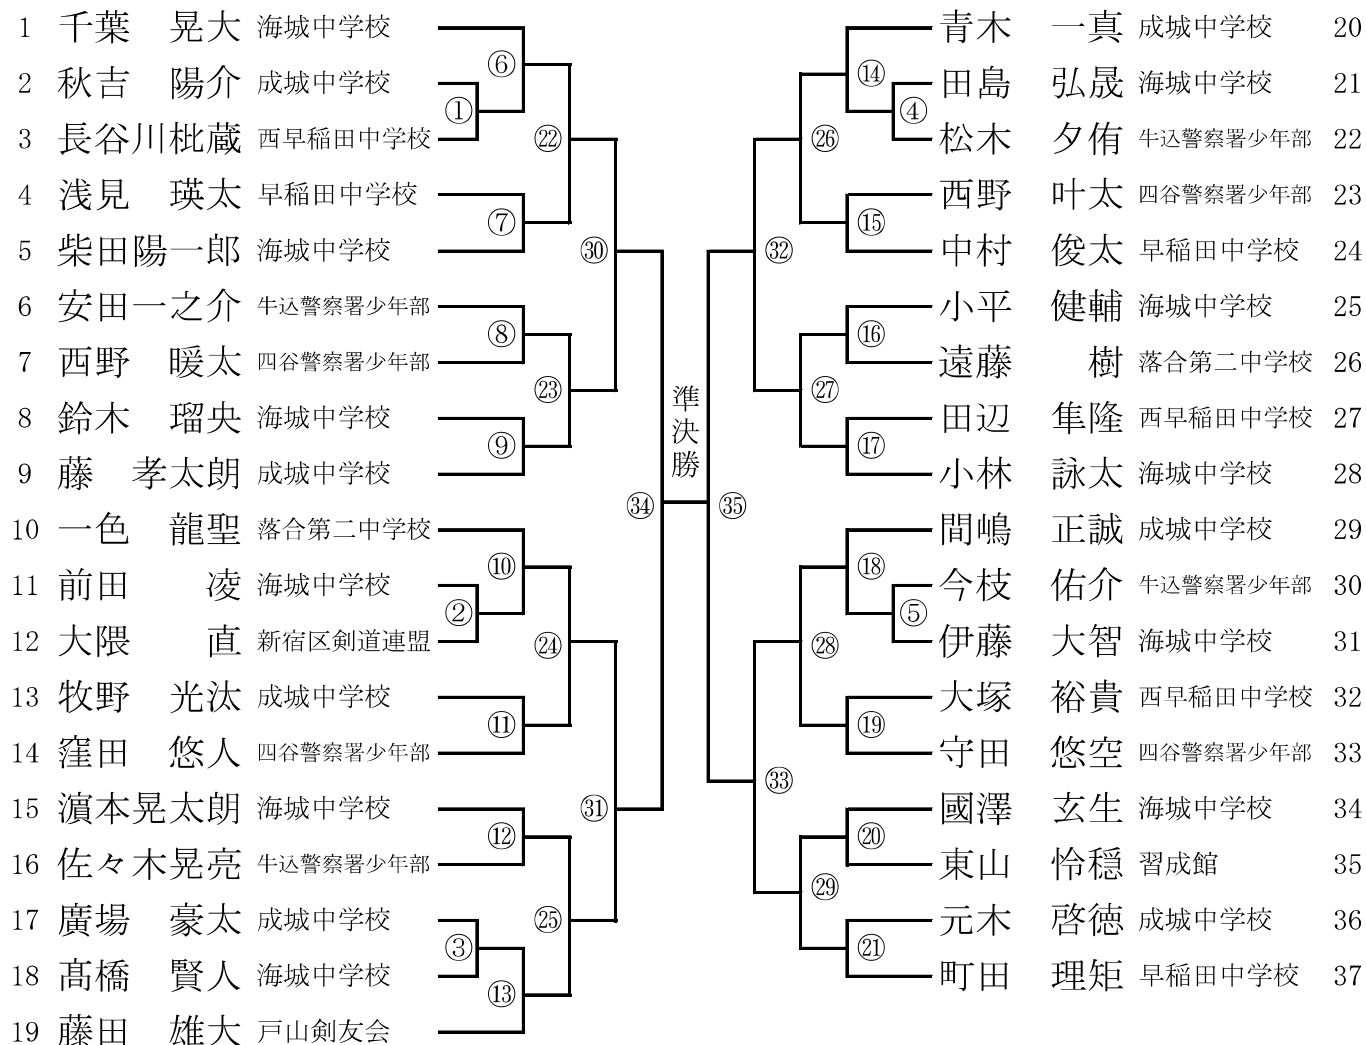 1 千葉 晃大 海城中学校
2 秋吉 陽介 成城中学校
3 長谷川枇蔵 西早稲田中学校
4 浅見 瑛太 早稲田中学校
5 柴田陽一郎 海城中学校
6 安田一之介 牛込警察署少年部
7 西野 暖太 四谷警察署少年部
8 鈴木 瑠央 海城中学校
9 藤 孝太朗 成城中学校
10 一色 龍聖 落合第二中学校
11 前田 凌 海城中学校
12 大隈 直 新宿区剣道連盟
13 牧野 光汰 成城中学校
14 窪田 悠人 四谷警察署少年部
15 濵本晃太朗 海城中学校
16 佐々木晃亮 牛込警察署少年部
17 廣場 豪太 成城中学校
18 髙橋 賢人 海城中学校
19 藤田 雄大 戸山剣友会
⑥
①
㉒
⑦
㉚
⑧
㉓
⑨
㉞
⑩
②
㉔
⑪
㉛
⑫
㉕
③
⑬
準決勝
㉟
⑭
④
㉖
⑮
㉜
⑯
㉗
⑰
⑱
⑤
㉘
⑲
㉝
⑳
㉙
㉑
青木 一真 成城中学校 20
田島 弘晟 海城中学校 21
松木 夕侑 牛込警察署少年部 22
西野 叶太 四谷警察署少年部 23
中村 俊太 早稲田中学校 24
小平 健輔 海城中学校 25
遠藤 樹 落合第二中学校 26
田辺 隼隆 西早稲田中学校 27
小林 詠太 海城中学校 28
間嶋 正誠 成城中学校 29
今枝 佑介 牛込警察署少年部 30
伊藤 大智 海城中学校 31
大塚 裕貴 西早稲田中学校 32
守田 悠空 四谷警察署少年部 33
國澤 玄生 海城中学校 34
東山 怜穏 習成館 35
元木 啓徳 成城中学校 36
町田 理矩 早稲田中学校 37